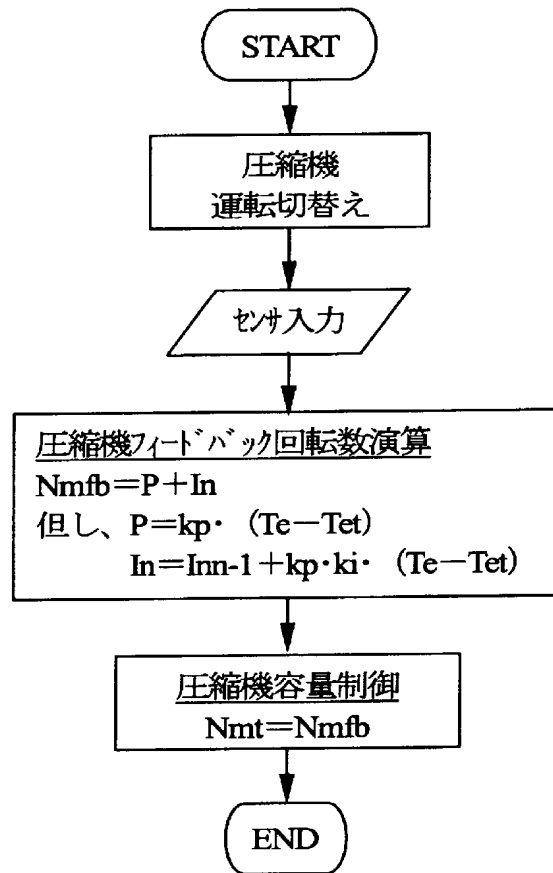 START
圧縮機
運転切替え
センサ入力
圧縮機フィードバック回転数演算
Nmfb=P+In
但し、P=kp・(Te-Tet)
In=Inn-1+kp・ki・(Te-Tet)
圧縮機容量制御
Nmt=Nmfb
END